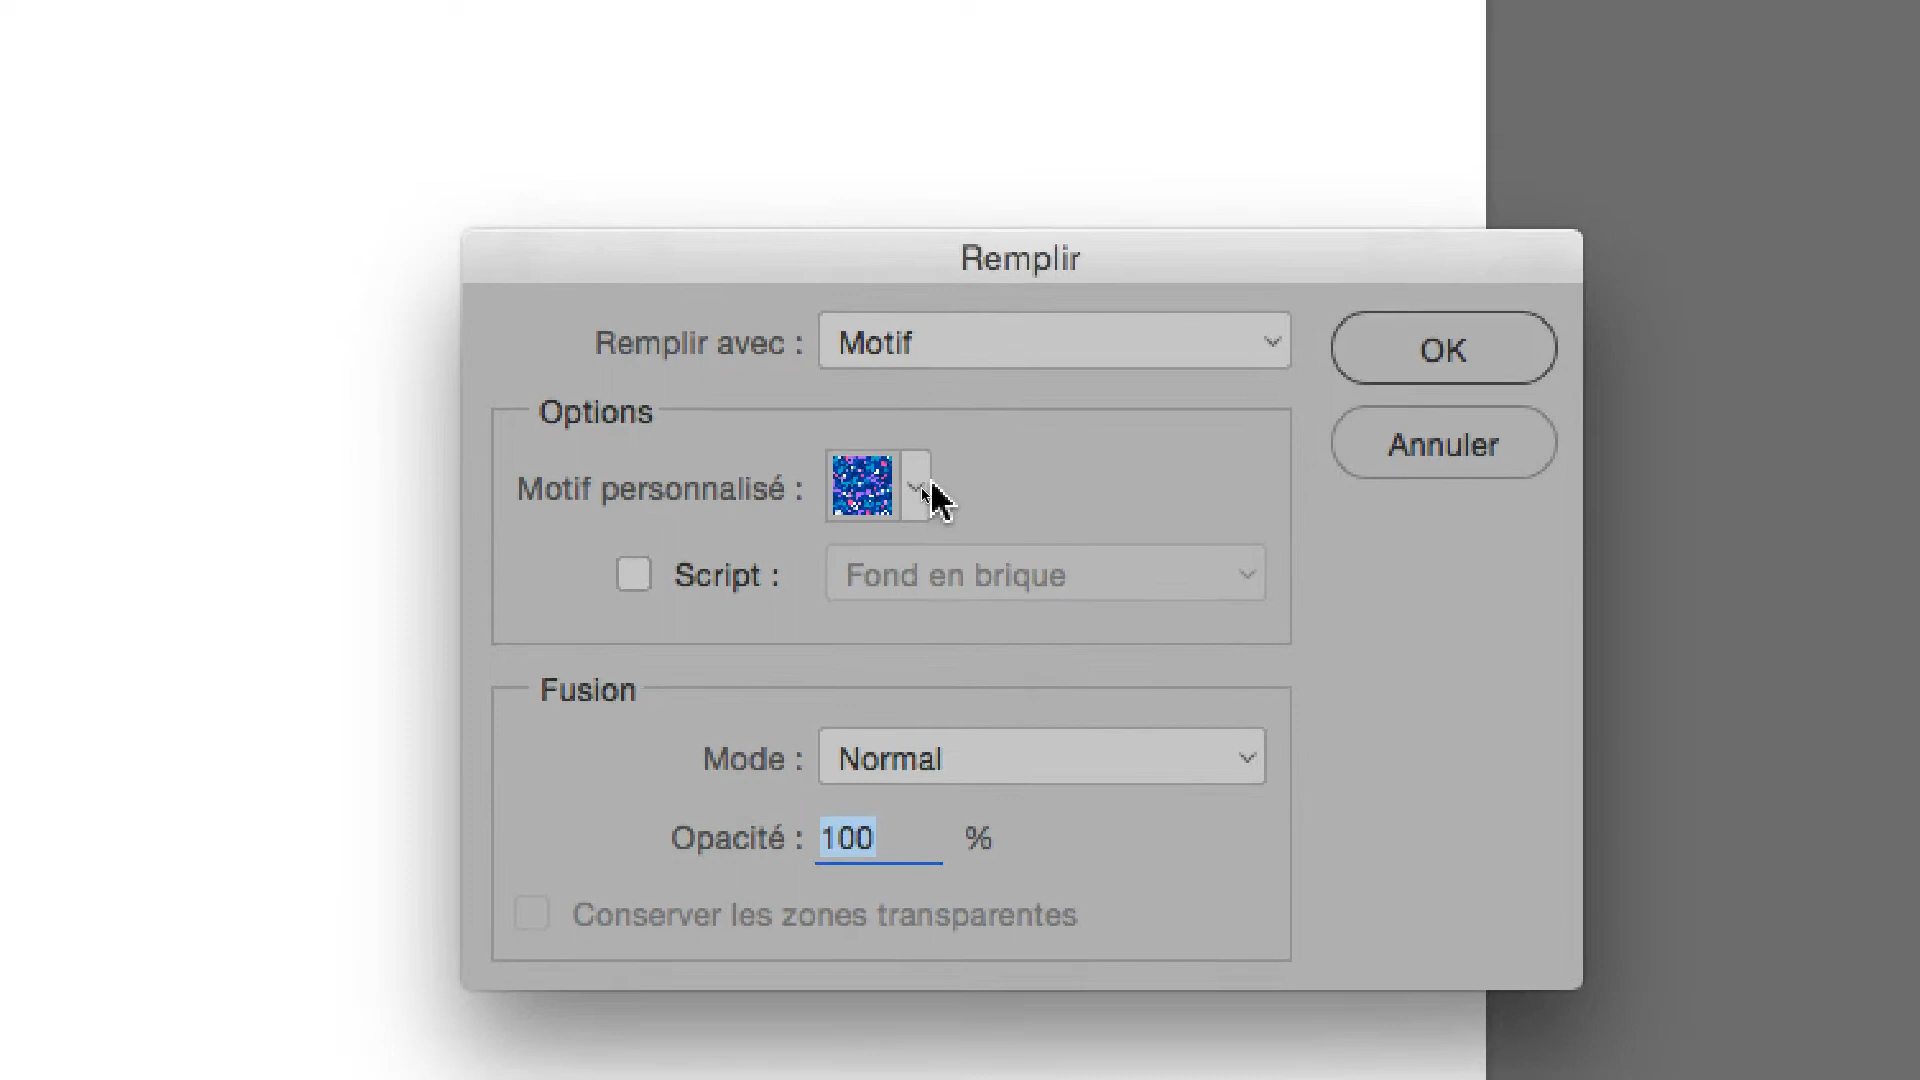 Remplir
Remplir avec : Motif
OK
Options
Annuler
Motif personnalisé :
Script : Fond en brique
Fusion
Mode : Normal
Opacité : 100 %
Conserver les zones transparentes